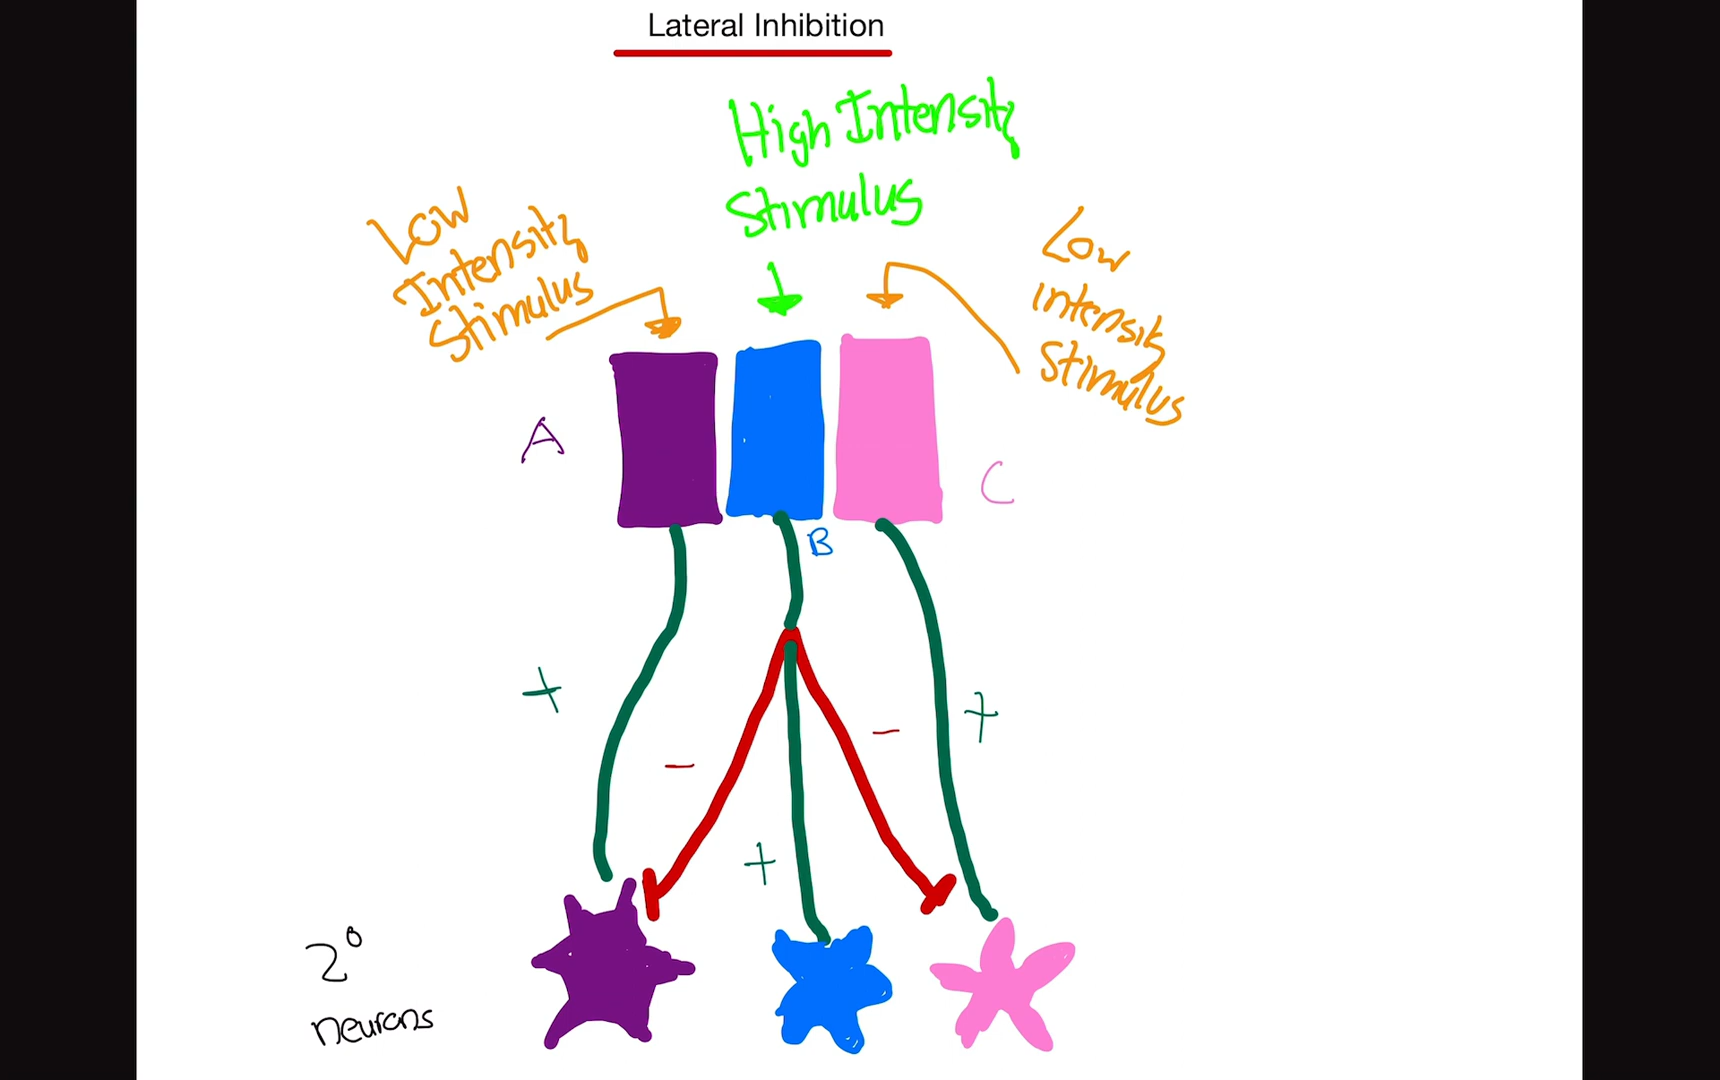 Lateral Inhibition
High Intensity
Stimulus
Low
Intensity
Stimulus
Low
intensity
Stimulus
A
C
B
+
+
-
-
+
2°
neurons